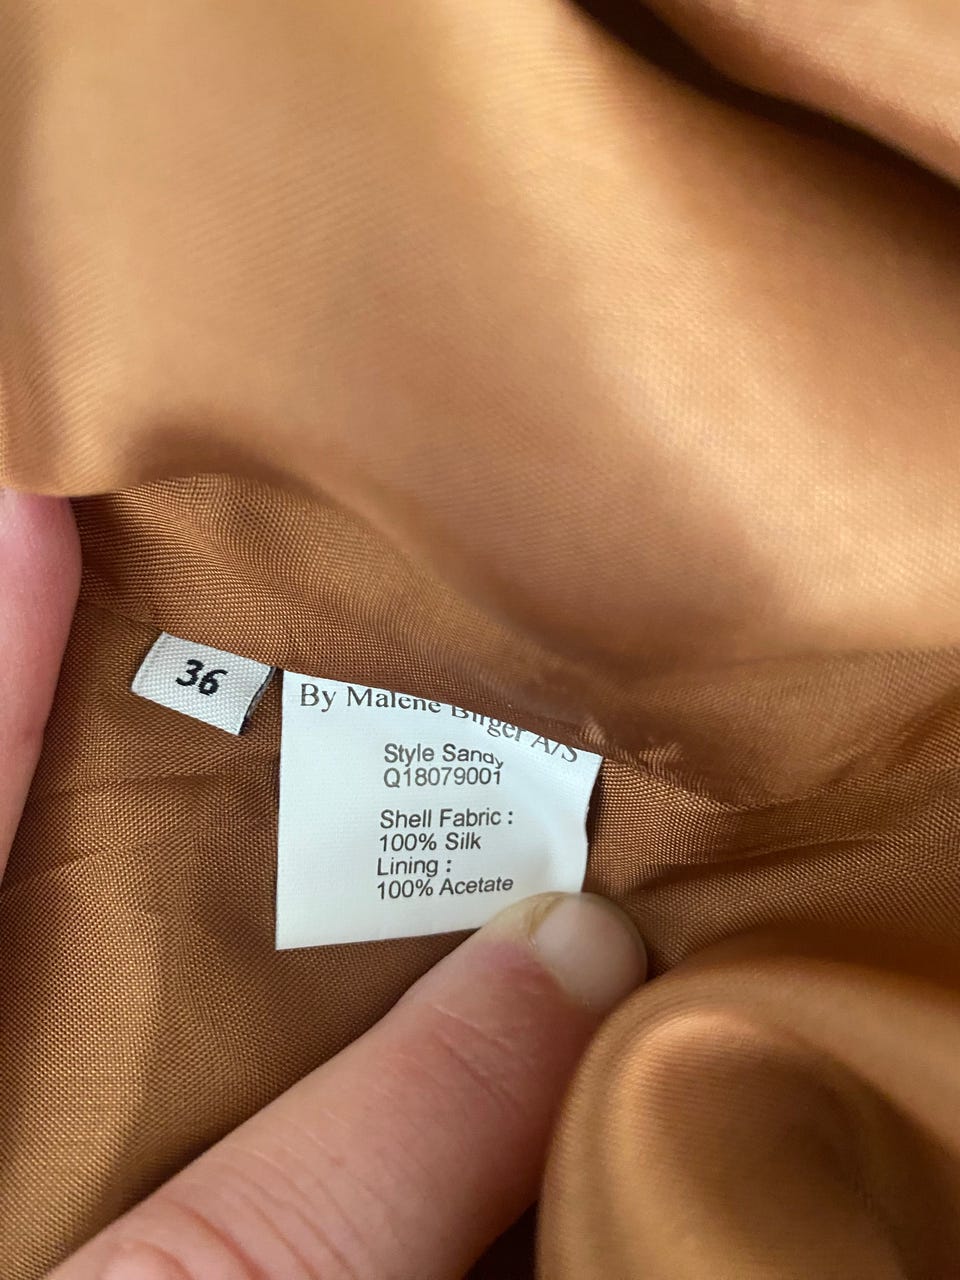 36
By Malene Birger A/S
Style Sandy
Q18079001
Shell Fabric :
100% Silk
Lining :
100% Acetate